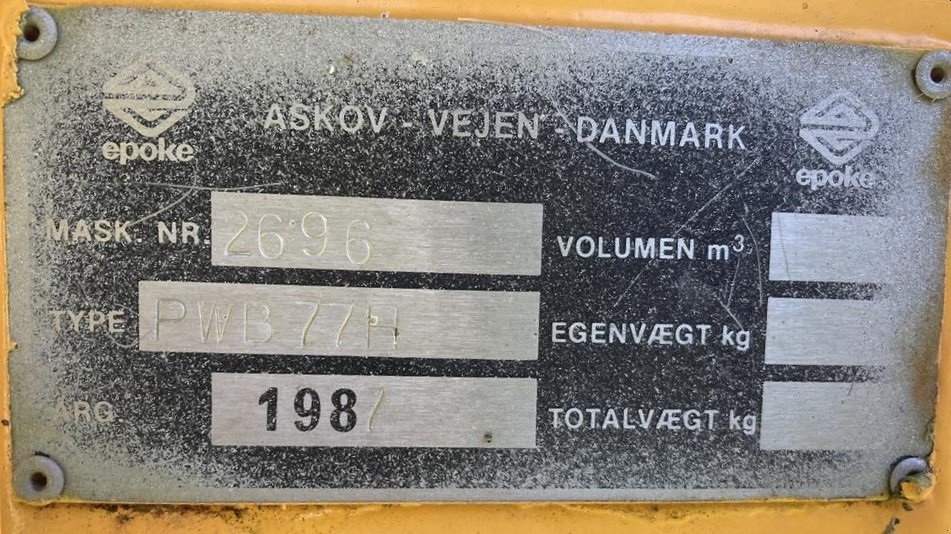 ASKOV - VEJEN - DANMARK
epoke
epoke
MASK. NR. 2696
VOLUMEN m³
TYPE PWB 77H
EGENVÆGT kg
ÅRG 1987
TOTALVÆGT kg